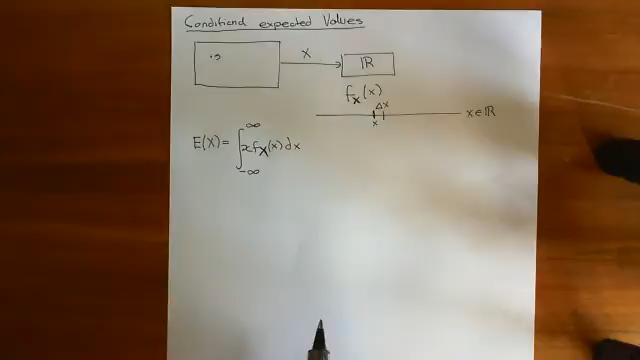 Conditional expected Values
.s
X
IR
fX(x)
Δx
x
x ∈ IR
E(X) = ∫_{-∞}^{∞} x fX(x) dx